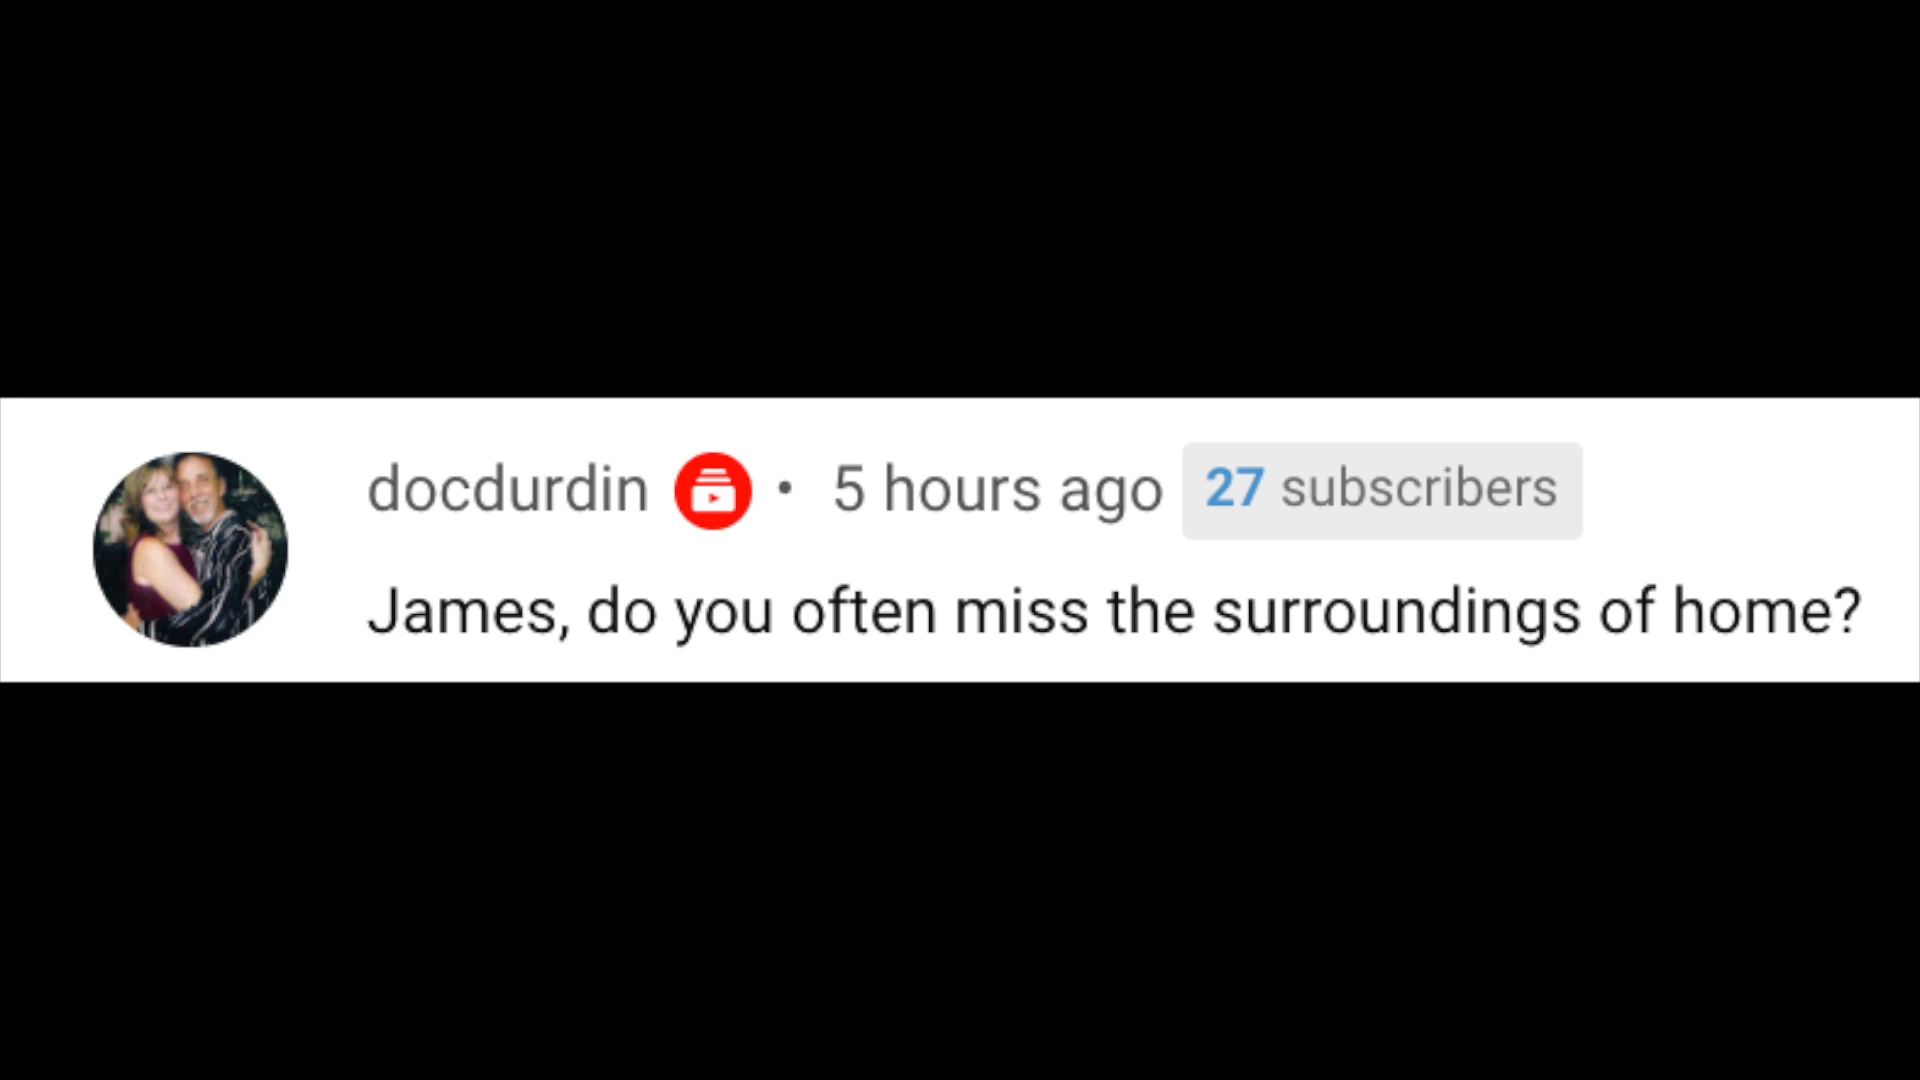 docdurdin • 5 hours ago 27 subscribers
James, do you often miss the surroundings of home?